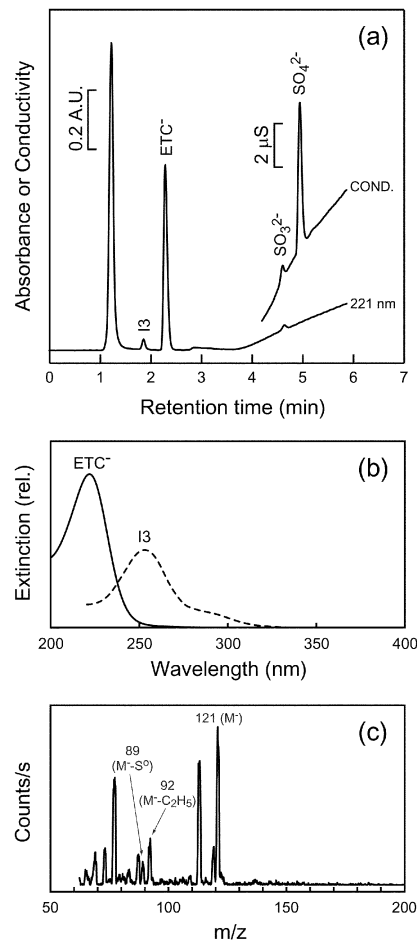 (a)
Absorbance or Conductivity
0.2 A.U.
I3
ETC⁻
2 µS
SO₃²⁻
SO₄²⁻
COND.
221 nm
0 1 2 3 4 5 6 7
Retention time (min)
(b)
Extinction (rel.)
ETC⁻
I3
200 250 300 350 400
Wavelength (nm)
(c)
Counts/s
121 (M⁻)
89
(M⁻-S⁰)
92
(M⁻-C₂H₅)
50 100 150 200
m/z